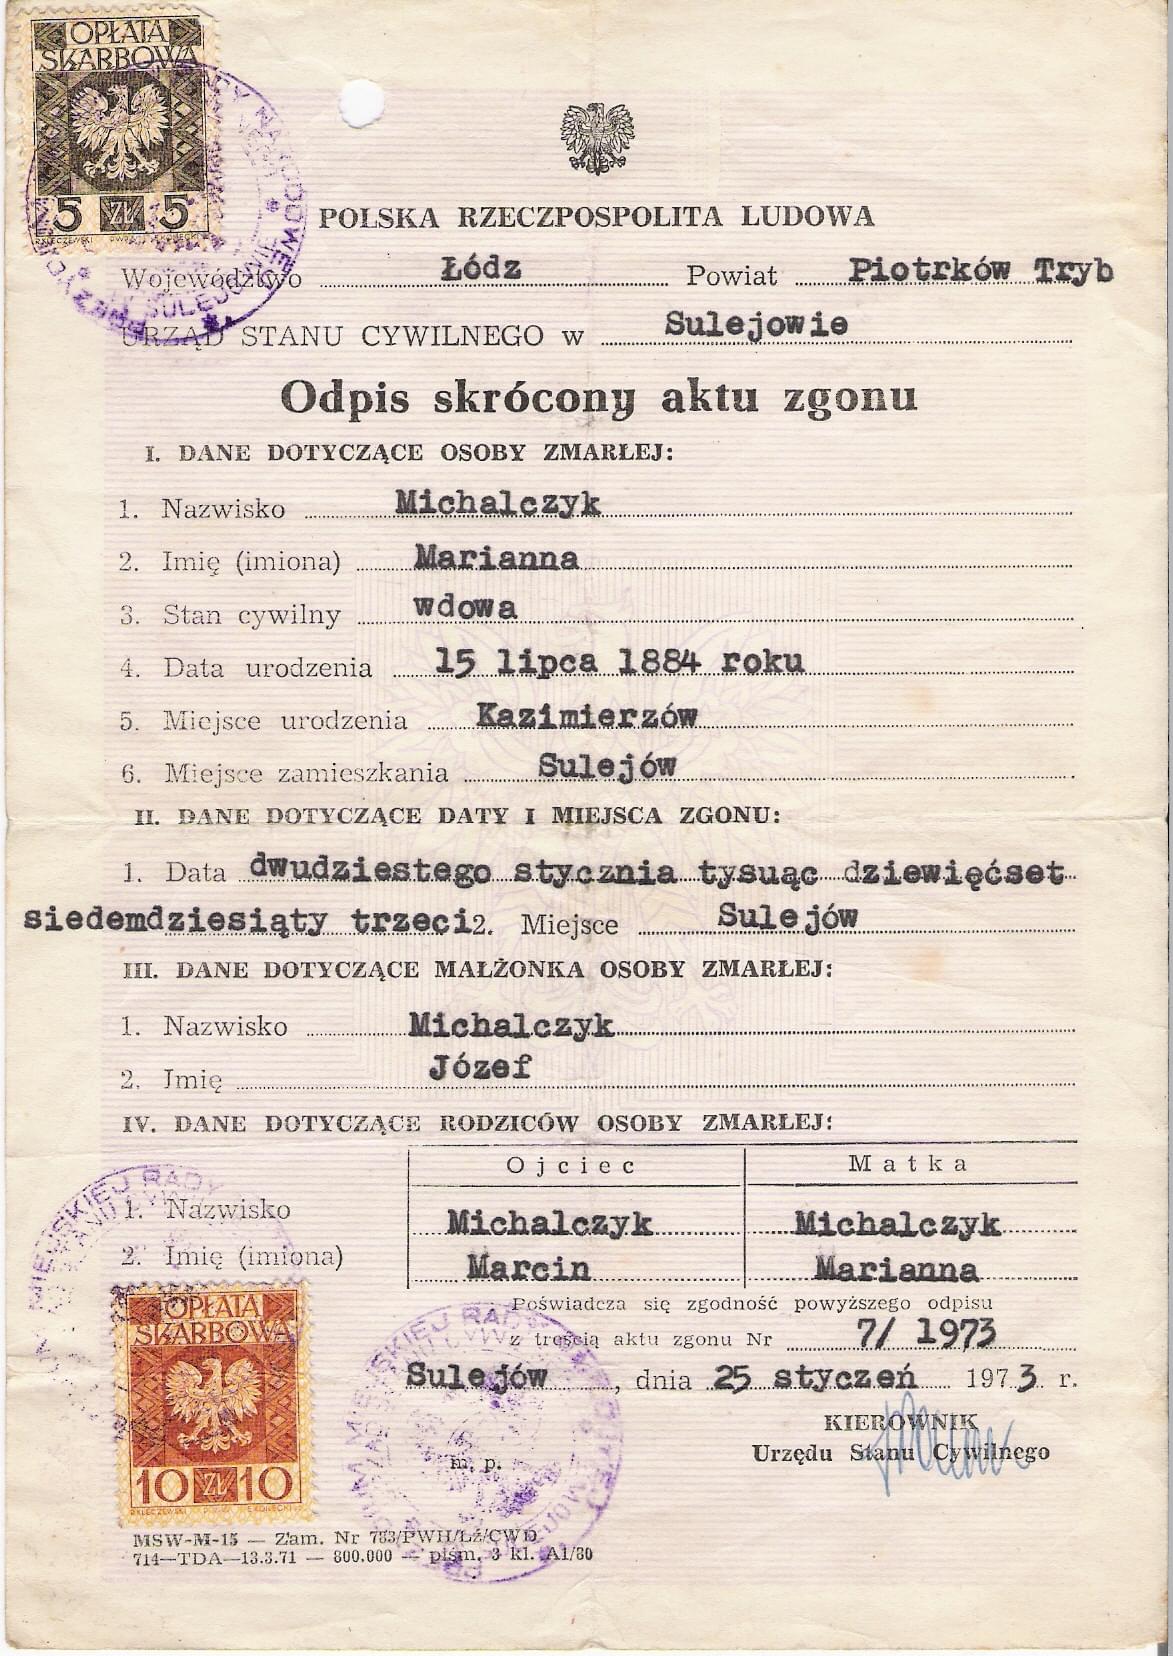 OPŁATA
SKARBOWA
5 ZŁ 5
POLSKA RZECZPOSPOLITA LUDOWA
Województwo Łódz Powiat Piotrków Tryb
URZĄD STANU CYWILNEGO w Sulejowie
Odpis skrócony aktu zgonu
I. DANE DOTYCZĄCE OSOBY ZMARŁEJ:
1. Nazwisko Michalczyk
2. Imię (imiona) Marianna
3. Stan cywilny wdowa
4. Data urodzenia 15 lipca 1884 roku
5. Miejsce urodzenia Kazimierzów
6. Miejsce zamieszkania Sulejów
II. DANE DOTYCZĄCE DATY I MIEJSCA ZGONU:
1. Data dwudziestego stycznia tysuąc dziewięćset
siedemdziesiąty trzeci 2. Miejsce Sulejów
III. DANE DOTYCZĄCE MAŁŻONKA OSOBY ZMARŁEJ:
1. Nazwisko Michalczyk
2. Imię Józef
IV. DANE DOTYCZĄCE RODZICÓW OSOBY ZMARŁEJ:
Ojciec Matka
1. Nazwisko Michalczyk Michalczyk
2. Imię (imiona) Marcin Marianna
Poświadcza się zgodność powyższego odpisu
z treścią aktu zgonu Nr 7/ 1973
Sulejów, dnia 25 styczeń 1973 r.
KIEROWNIK
Urzędu Stanu Cywilnego
m. p.
MIEJSKIEJ RADY
OPŁATA
SKARBOWA
10 ZŁ 10
MSW-M-15 — Zam. Nr 783/PWH/Łż/CWD
714—TDA—13.3.71 — 800.000 — piśm. 3 kl. A1/80